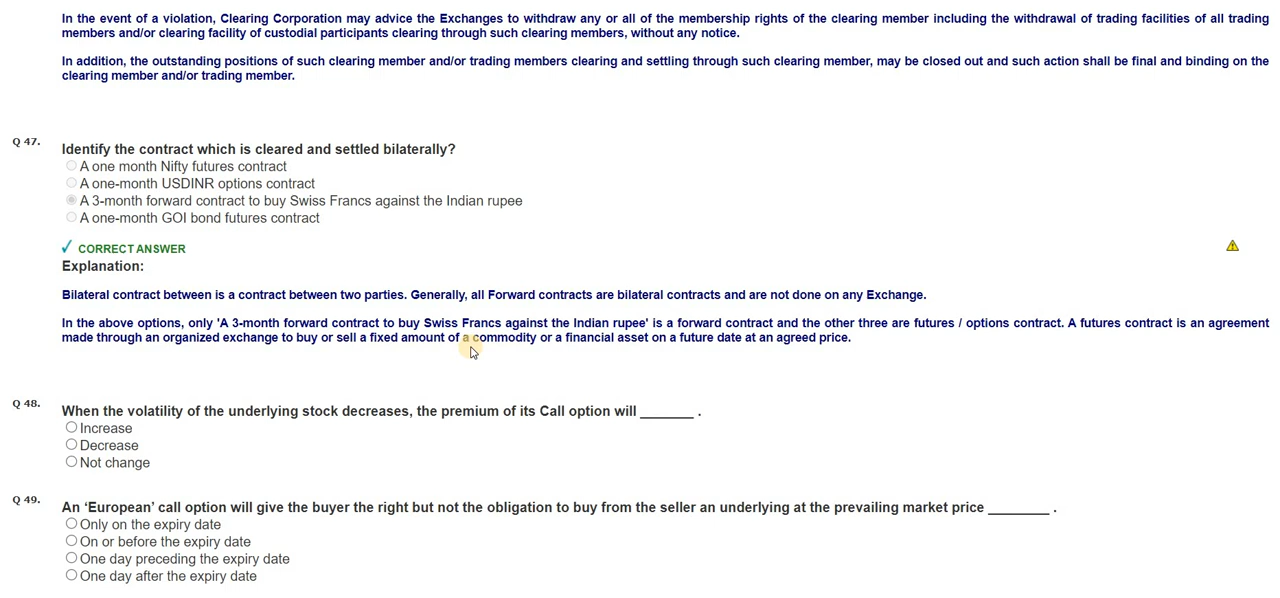 In the event of a violation, Clearing Corporation may advice the Exchanges to withdraw any or all of the membership rights of the clearing member including the withdrawal of trading facilities of all trading
members and/or clearing facility of custodial participants clearing through such clearing members, without any notice.
In addition, the outstanding positions of such clearing member and/or trading members clearing and settling through such clearing member, may be closed out and such action shall be final and binding on the
clearing member and/or trading member.
Q 47. Identify the contract which is cleared and settled bilaterally?
A one month Nifty futures contract
A one-month USDINR options contract
A 3-month forward contract to buy Swiss Francs against the Indian rupee
A one-month GOI bond futures contract
✓ CORRECT ANSWER
Explanation:
Bilateral contract between is a contract between two parties. Generally, all Forward contracts are bilateral contracts and are not done on any Exchange.
In the above options, only 'A 3-month forward contract to buy Swiss Francs against the Indian rupee' is a forward contract and the other three are futures / options contract. A futures contract is an agreement
made through an organized exchange to buy or sell a fixed amount of a commodity or a financial asset on a future date at an agreed price.
Q 48. When the volatility of the underlying stock decreases, the premium of its Call option will _______ .
Increase
Decrease
Not change
Q 49. An ‘European’ call option will give the buyer the right but not the obligation to buy from the seller an underlying at the prevailing market price ________ .
Only on the expiry date
On or before the expiry date
One day preceding the expiry date
One day after the expiry date